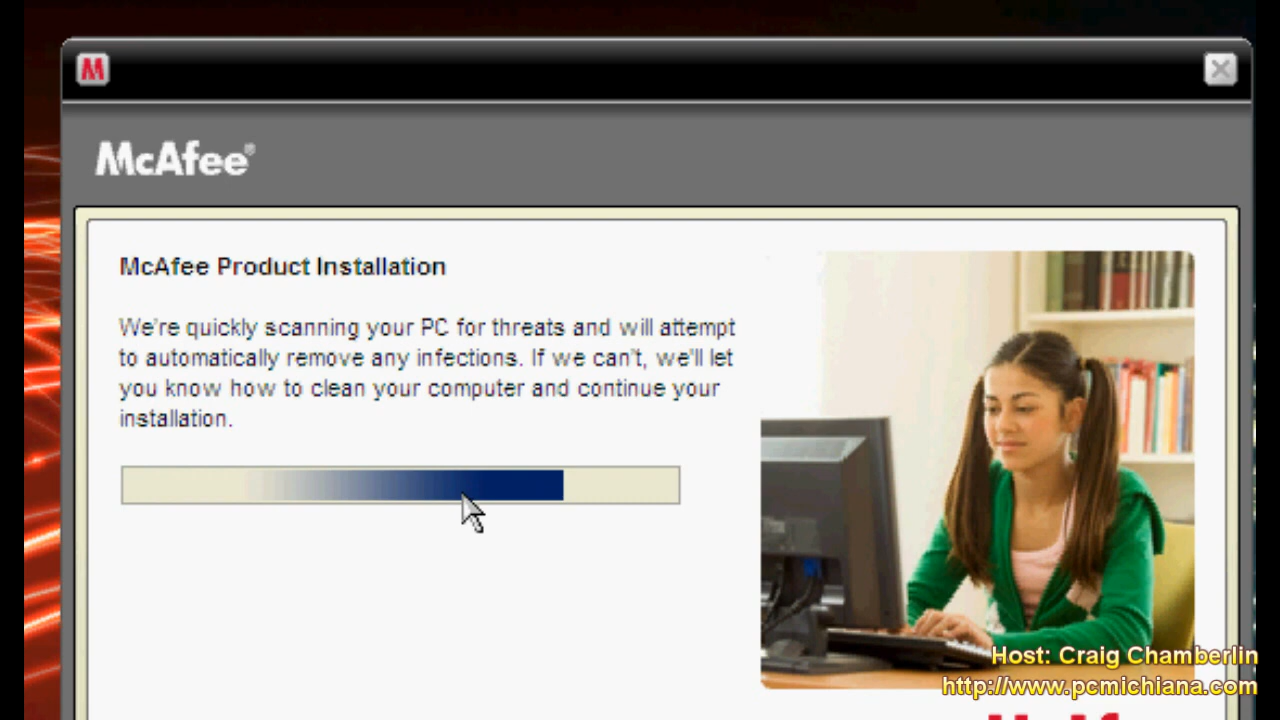 McAfee®
McAfee Product Installation
We're quickly scanning your PC for threats and will attempt
to automatically remove any infections. If we can't, we'll let
you know how to clean your computer and continue your
installation.
Host: Craig Chamberlin
http://www.pcmichiana.com